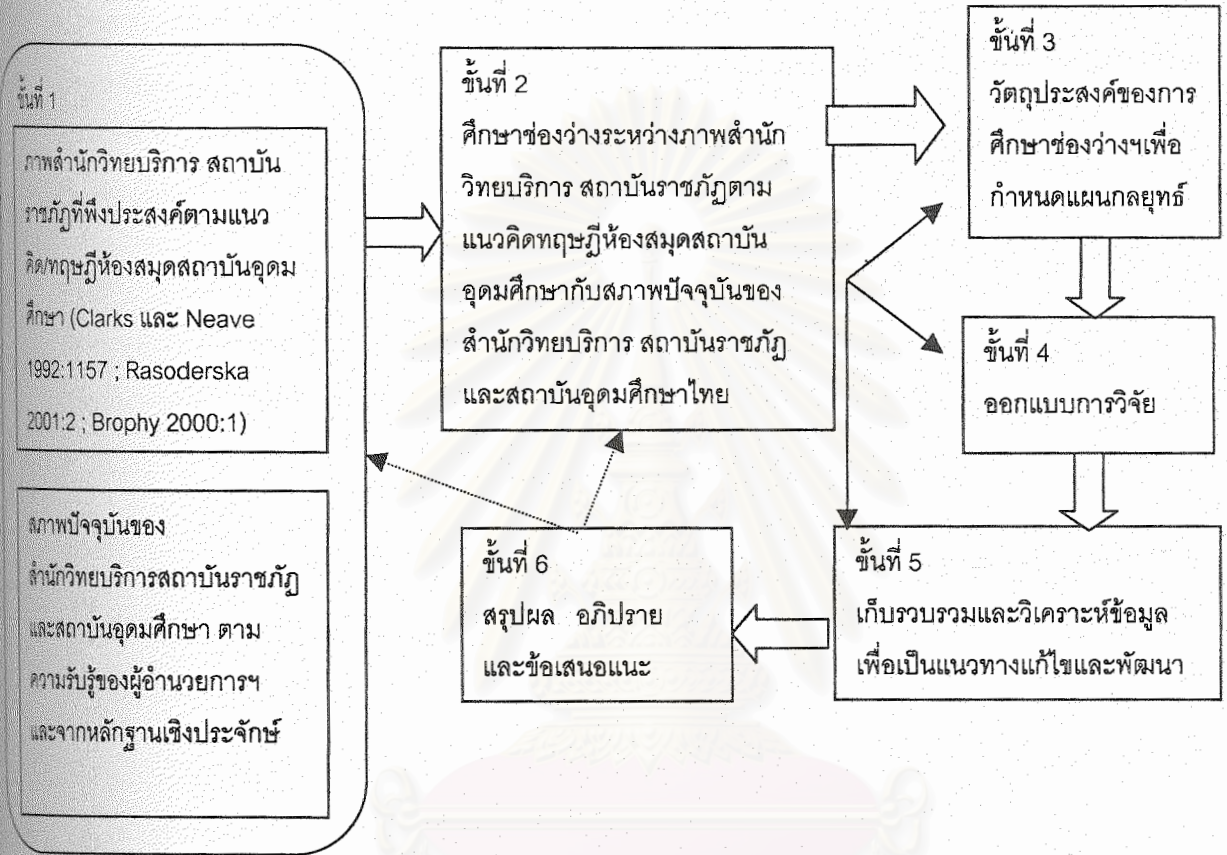 ขั้นที่ 1
ภาพสำนักวิทยบริการ สถาบัน
ราชภัฏที่พึงประสงค์ตามแนว
คิด/ทฤษฎีห้องสมุดสถาบันอุดม
ศึกษา (Clarks และ Neave
1992:1157 ; Rasoderska
2001:2 ; Brophy 2000:1)
สภาพปัจจุบันของ
สำนักวิทยบริการสถาบันราชภัฏ
และสถาบันอุดมศึกษา ตาม
ความรับรู้ของผู้อำนวยการฯ
และจากหลักฐานเชิงประจักษ์
ขั้นที่ 2
ศึกษาช่องว่างระหว่างภาพสำนัก
วิทยบริการ สถาบันราชภัฏตาม
แนวคิดทฤษฎีห้องสมุดสถาบัน
อุดมศึกษากับสภาพปัจจุบันของ
สำนักวิทยบริการ สถาบันราชภัฏ
และสถาบันอุดมศึกษาไทย
ขั้นที่ 3
วัตถุประสงค์ของการ
ศึกษาช่องว่างฯเพื่อ
กำหนดแผนกลยุทธ์
ขั้นที่ 4
ออกแบบการวิจัย
ขั้นที่ 5
เก็บรวบรวมและวิเคราะห์ข้อมูล
เพื่อเป็นแนวทางแก้ไขและพัฒนา
ขั้นที่ 6
สรุปผล อภิปราย
และข้อเสนอแนะ